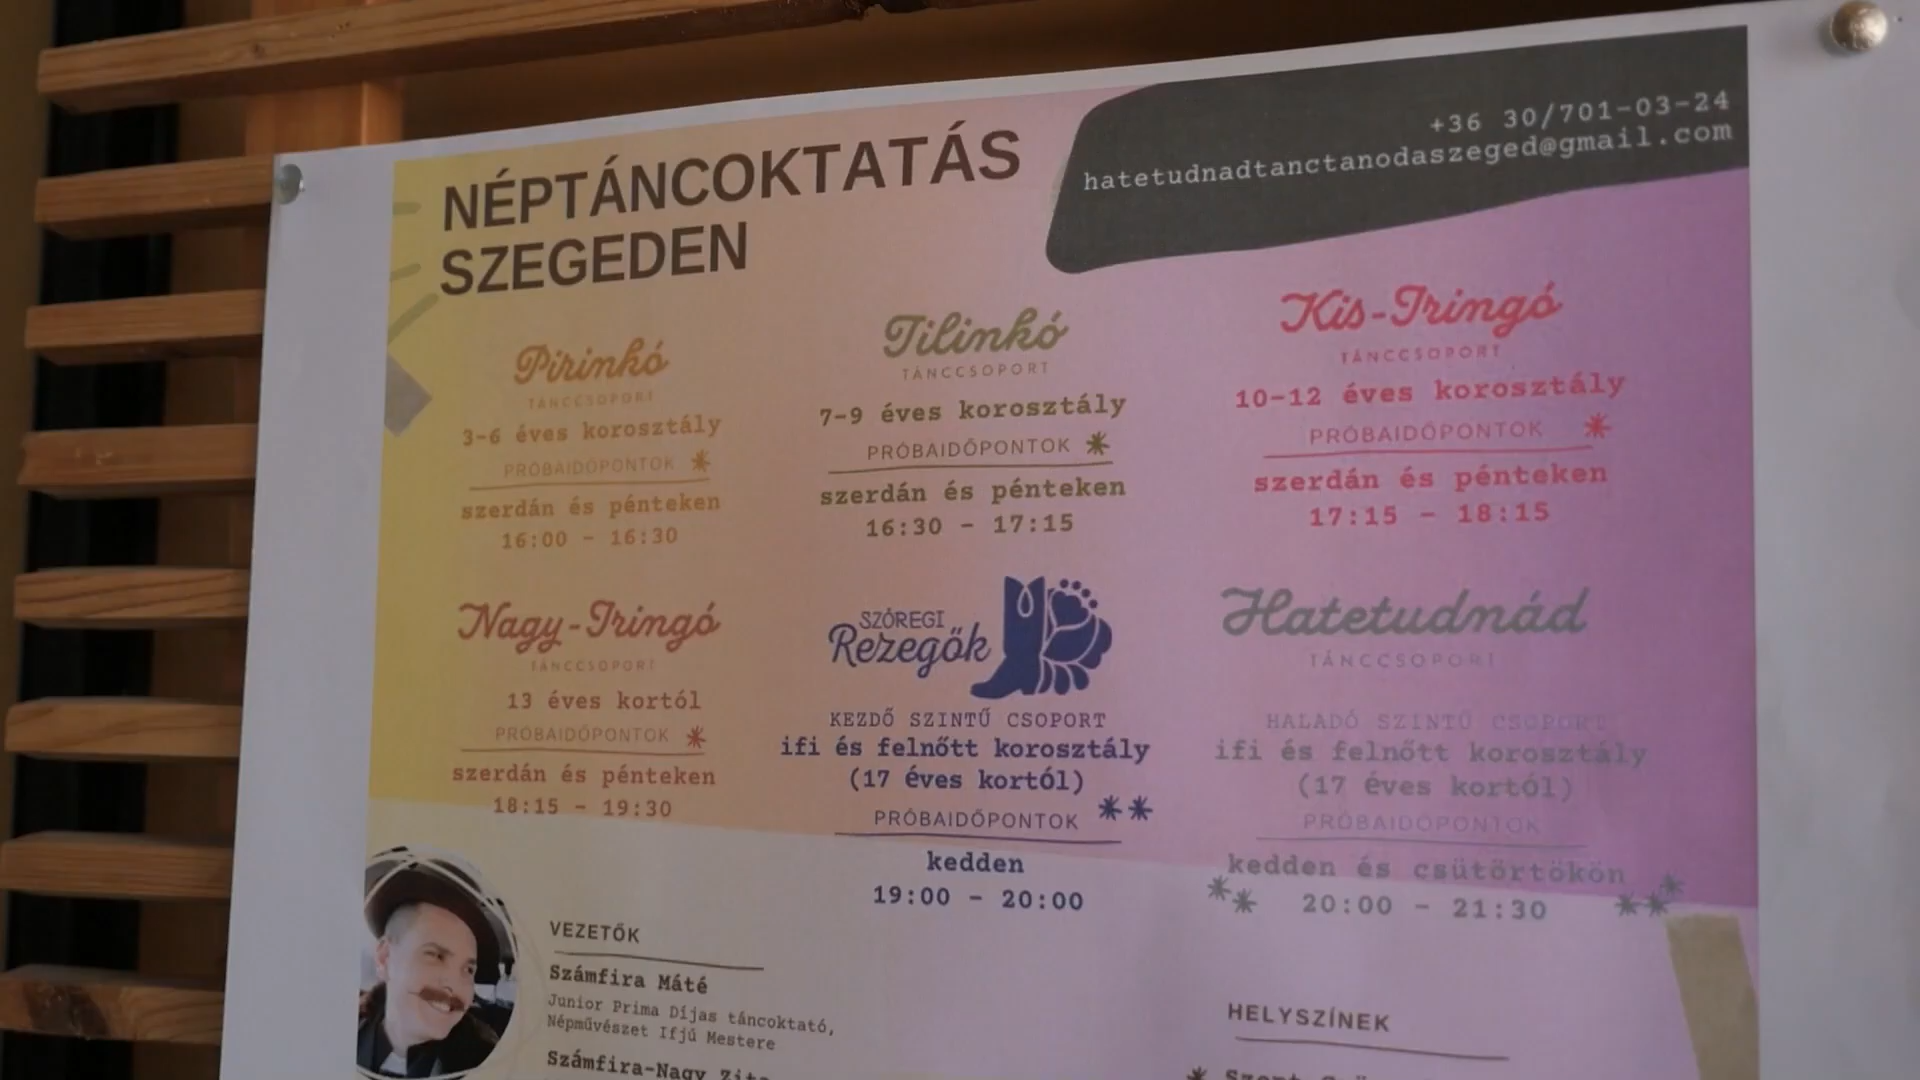 NÉPTÁNCOKTATÁS
SZEGEDEN
+36 30/701-03-24
hatetudnadtanctanodaszeged@gmail.com
Pirinkó
TÁNCCSOPORT
3-6 éves korosztály
PRÓBAIDŐPONTOK *
szerdán és pénteken
16:00 - 16:30
Tilinkó
TÁNCCSOPORT
7-9 éves korosztály
PRÓBAIDŐPONTOK *
szerdán és pénteken
16:30 - 17:15
Kis-Iringó
TÁNCCSOPORT
10-12 éves korosztály
PRÓBAIDŐPONTOK *
szerdán és pénteken
17:15 - 18:15
Nagy-Iringó
TÁNCCSOPORT
13 éves kortól
PRÓBAIDŐPONTOK *
szerdán és pénteken
18:15 - 19:30
SZŐREGI
Rezegők
KEZDŐ SZINTŰ CSOPORT
ifi és felnőtt korosztály
(17 éves kortól)
PRÓBAIDŐPONTOK **
kedden
19:00 - 20:00
Hatetudnád
TÁNCCSOPORT
HALADÓ SZINTŰ CSOPORT
ifi és felnőtt korosztály
(17 éves kortól)
PRÓBAIDŐPONTOK
kedden és csütörtökön
** 20:00 - 21:30 ***
VEZETŐK
Számfira Máté
Junior Prima Díjas táncoktató,
Népművészet Ifjú Mestere
Számfira-Nagy
HELYSZÍNEK